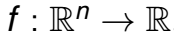 f : ℝⁿ → ℝ